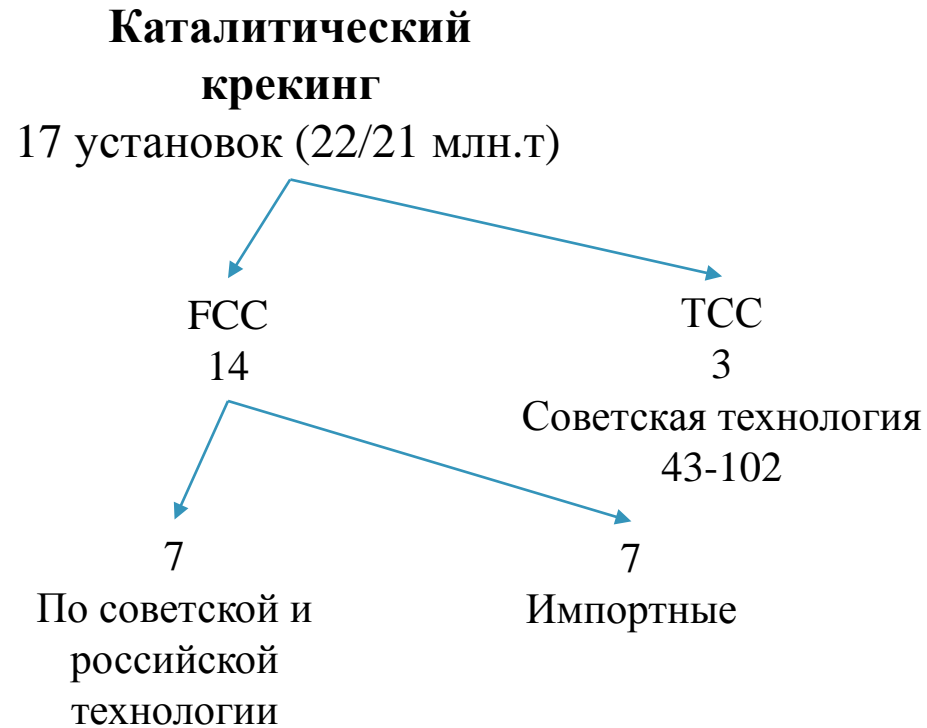 Каталитический
крекинг
17 установок (22/21 млн.т)
FCC
14
TCC
3
Советская технология
43-102
7
По советской и
российской
технологии
7
Импортные